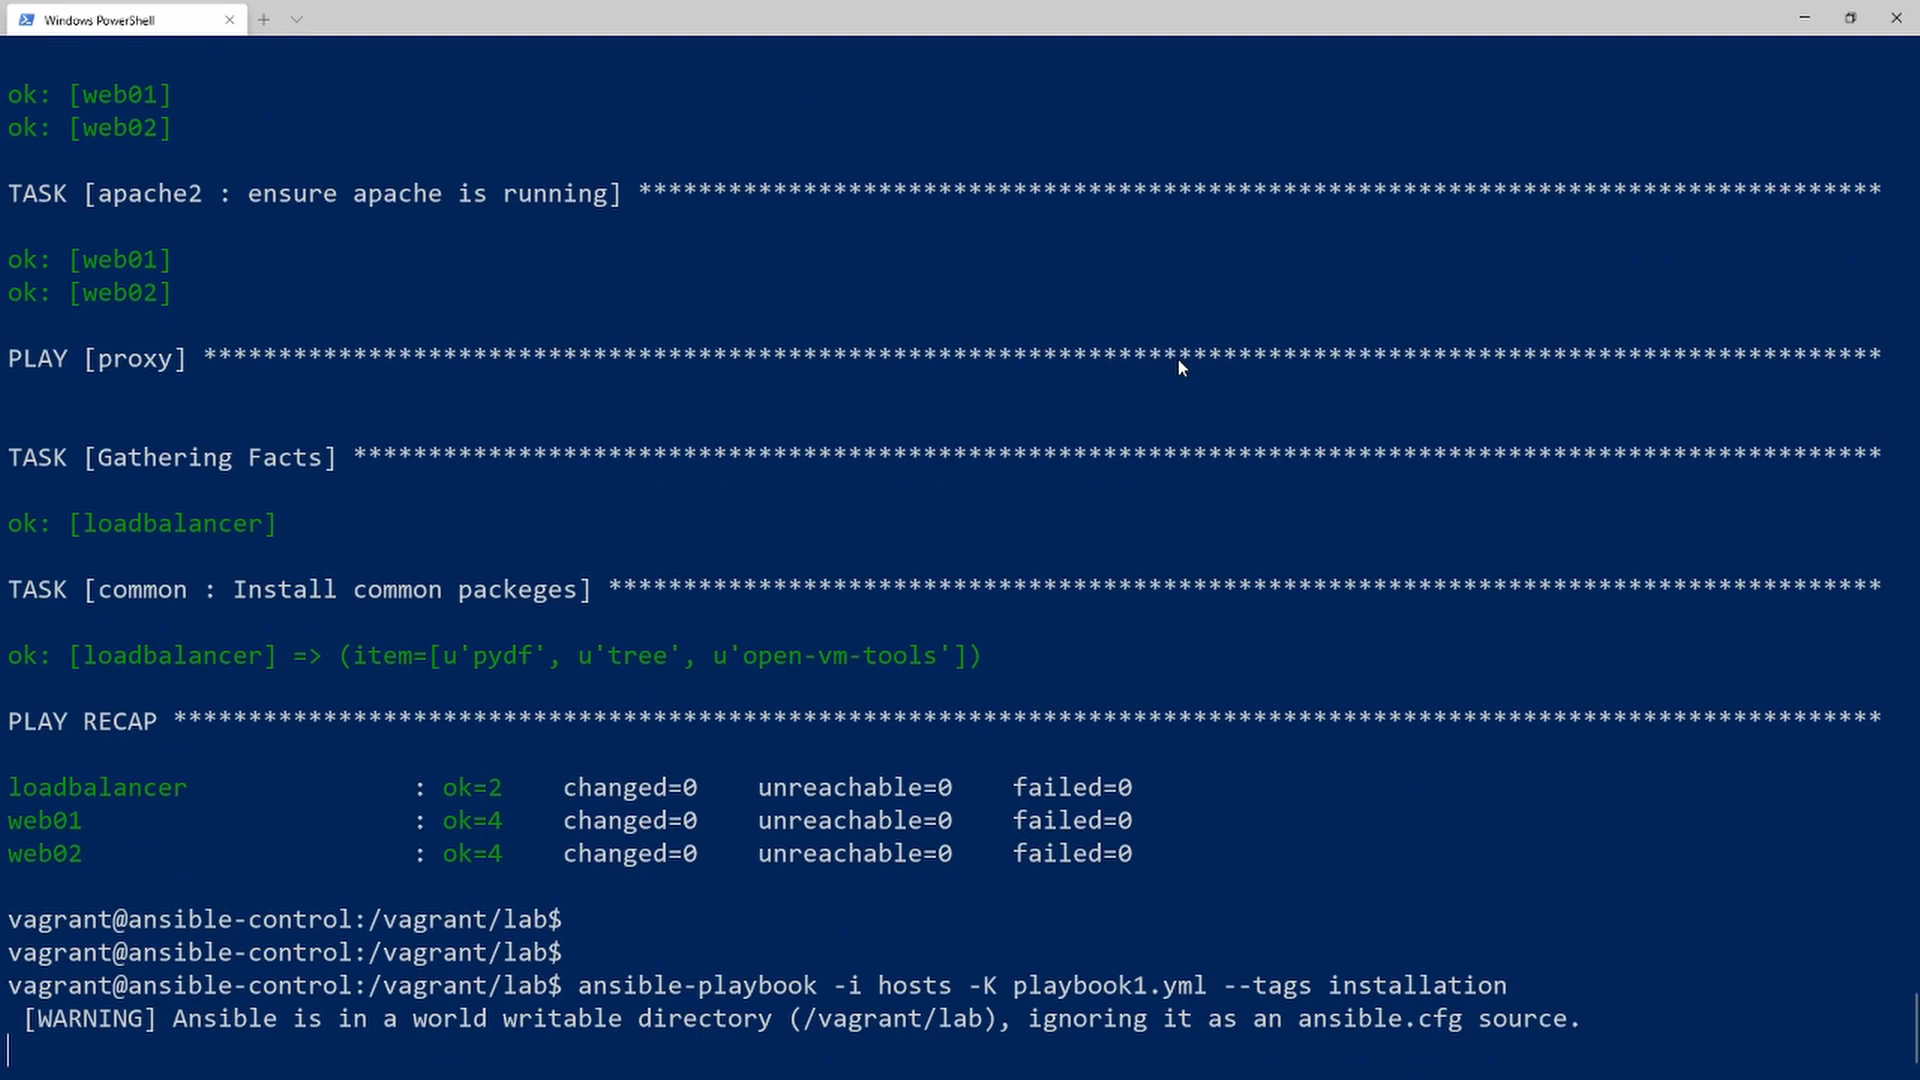 Windows PowerShell
ok: [web01]
ok: [web02]
TASK [apache2 : ensure apache is running] ***********************************************************************************
ok: [web01]
ok: [web02]
PLAY [proxy] ****************************************************************************************************************
TASK [Gathering Facts] ******************************************************************************************************
ok: [loadbalancer]
TASK [common : Install common packeges] *************************************************************************************
ok: [loadbalancer] => (item=[u'pydf', u'tree', u'open-vm-tools'])
PLAY RECAP ******************************************************************************************************************
loadbalancer : ok=2 changed=0 unreachable=0 failed=0
web01 : ok=4 changed=0 unreachable=0 failed=0
web02 : ok=4 changed=0 unreachable=0 failed=0
vagrant@ansible-control:/vagrant/lab$
vagrant@ansible-control:/vagrant/lab$
vagrant@ansible-control:/vagrant/lab$ ansible-playbook -i hosts -K playbook1.yml --tags installation
[WARNING] Ansible is in a world writable directory (/vagrant/lab), ignoring it as an ansible.cfg source.